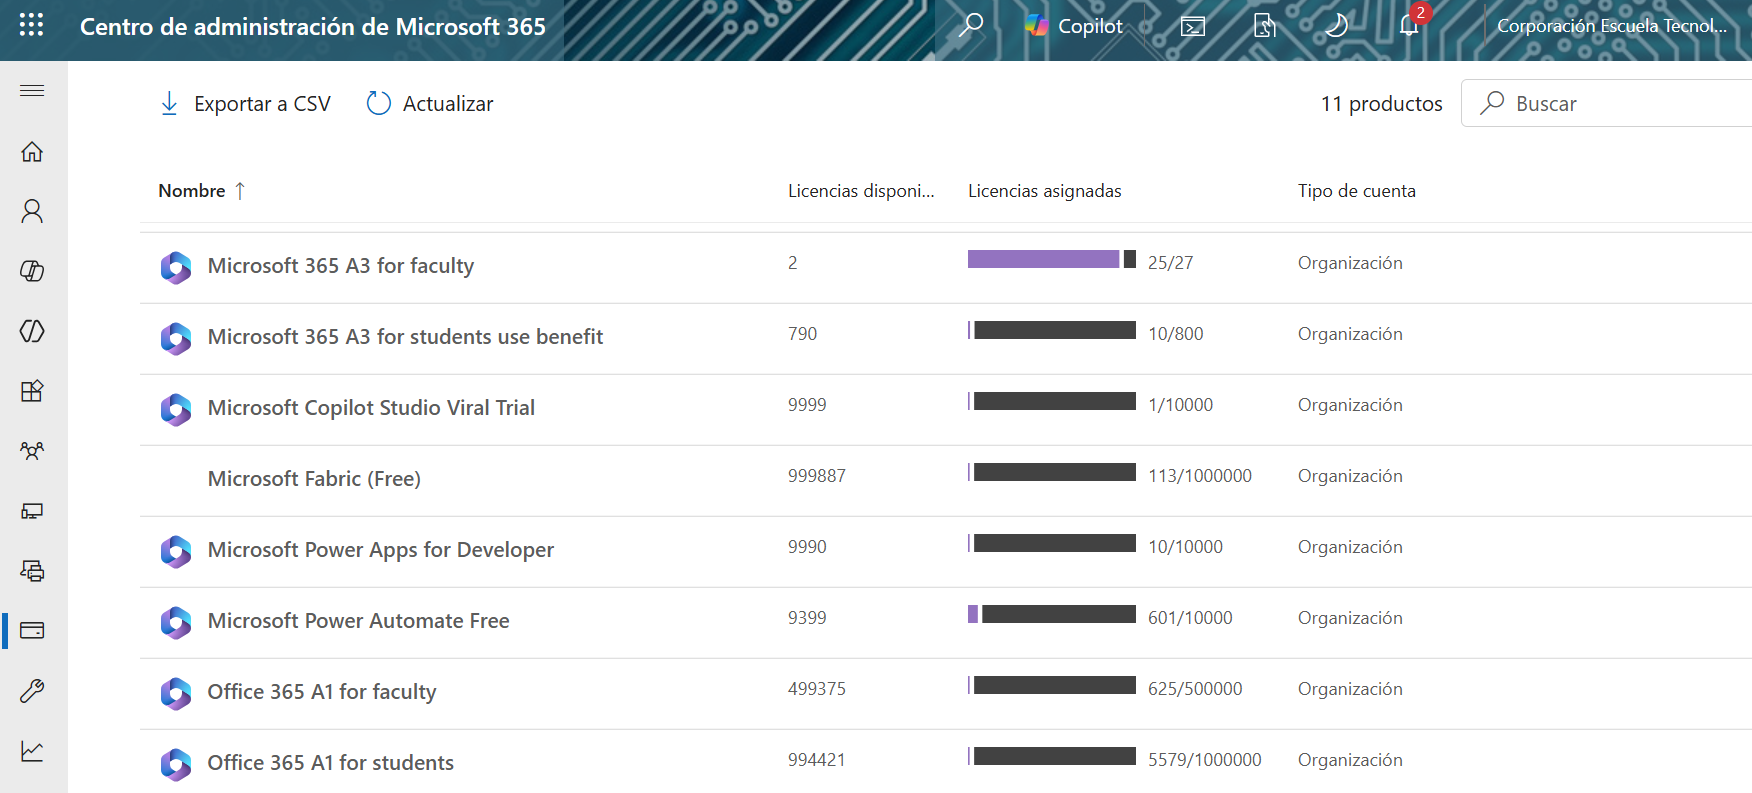 Centro de administración de Microsoft 365
Copilot
2
Corporación Escuela Tecnol...
Exportar a CSV
Actualizar
11 productos
Buscar
Nombre ↑ Licencias disponi... Licencias asignadas Tipo de cuenta
Microsoft 365 A3 for faculty 2 25/27 Organización
Microsoft 365 A3 for students use benefit 790 10/800 Organización
Microsoft Copilot Studio Viral Trial 9999 1/10000 Organización
Microsoft Fabric (Free) 999887 113/1000000 Organización
Microsoft Power Apps for Developer 9990 10/10000 Organización
Microsoft Power Automate Free 9399 601/10000 Organización
Office 365 A1 for faculty 499375 625/500000 Organización
Office 365 A1 for students 994421 5579/1000000 Organización